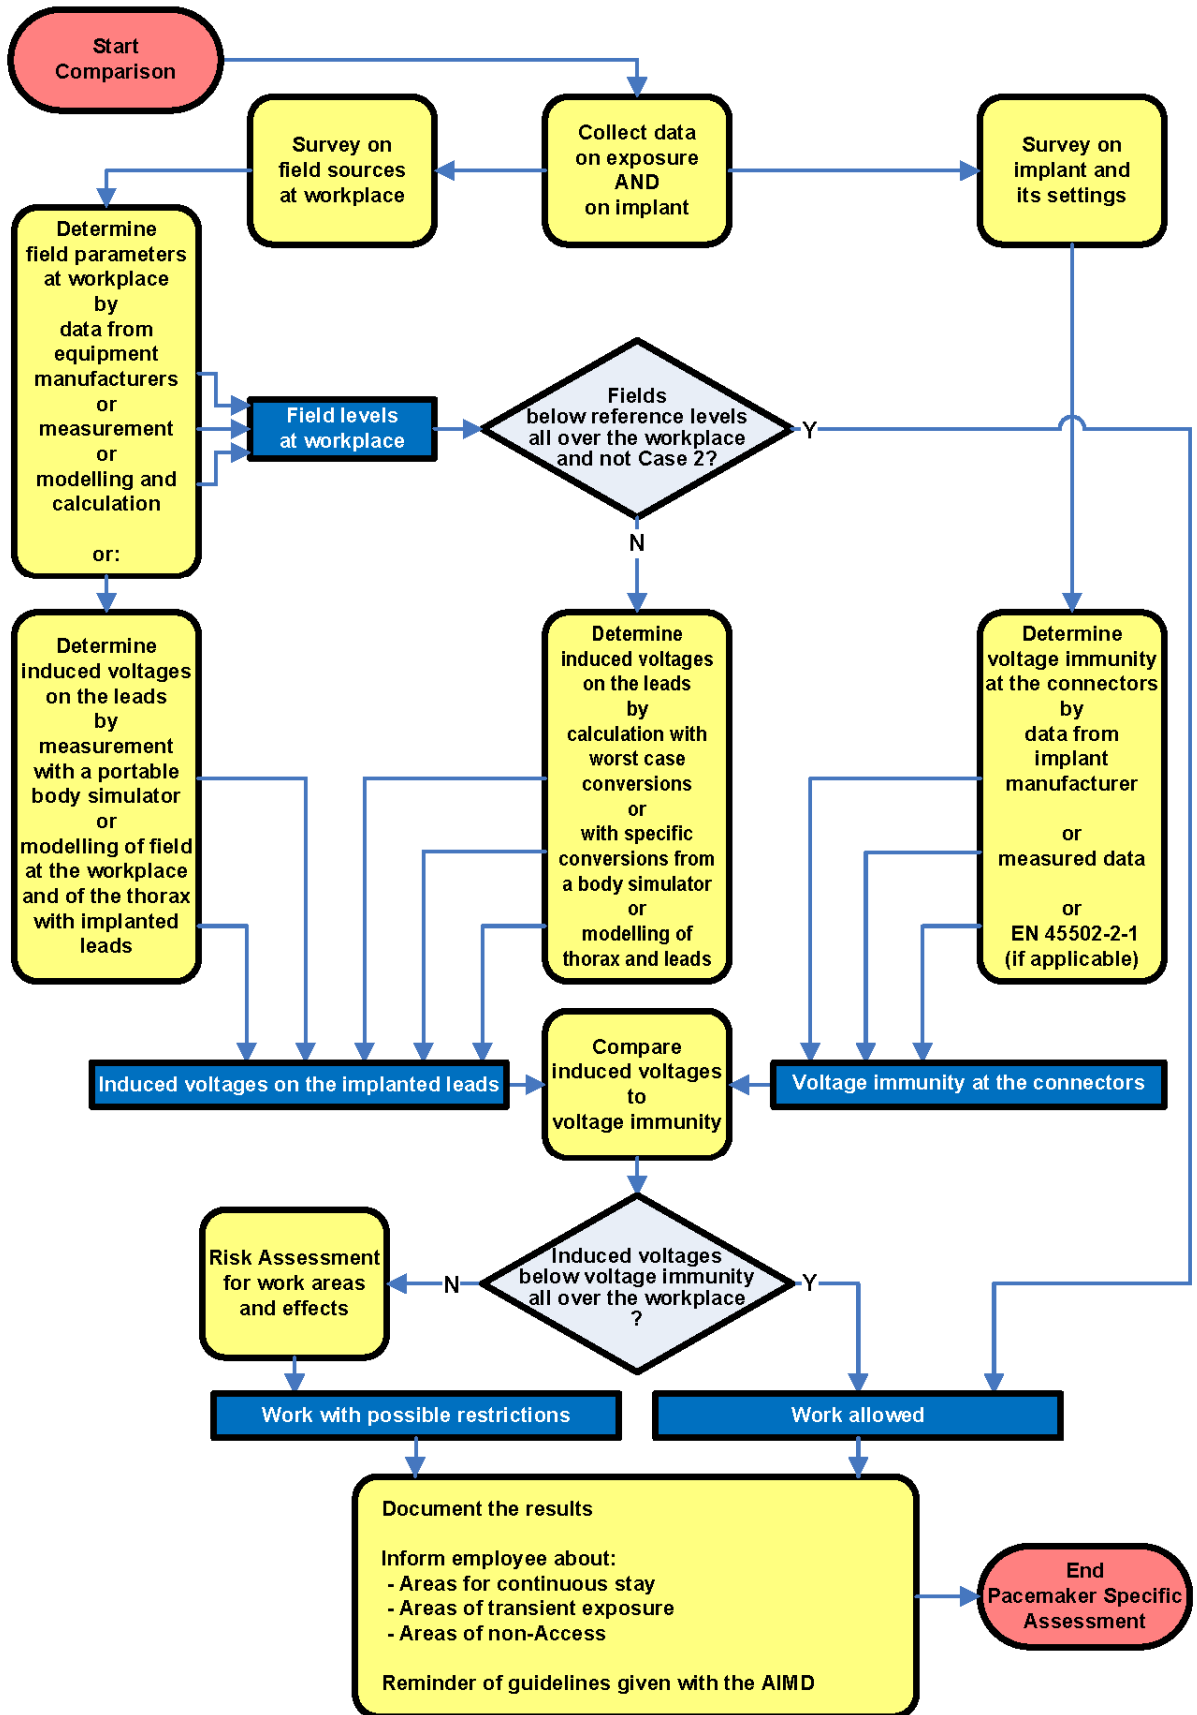 Start
Comparison
Survey on
field sources
at workplace
Collect data
on exposure
AND
on implant
Survey on
implant and
its settings
Determine
field parameters
at workplace
by
data from
equipment
manufacturers
or
measurement
or
modelling and
calculation
or:
Field levels
at workplace
Fields
below reference levels
all over the workplace
and not Case 2?
Y
N
Determine
induced voltages
on the leads
by
measurement
with a portable
body simulator
or
modelling of field
at the workplace
and of the thorax
with implanted
leads
Determine
induced voltages
on the leads
by
calculation with
worst case
conversions
or
with specific
conversions from
a body simulator
or
modelling of
thorax and leads
Determine
voltage immunity
at the connectors
by
data from
implant
manufacturer
or
measured data
or
EN 45502-2-1
(if applicable)
Induced voltages on the implanted leads
Compare
induced voltages
to
voltage immunity
Voltage immunity at the connectors
Risk Assessment
for work areas
and effects
N
Induced voltages
below voltage immunity
all over the workplace
?
Y
Work with possible restrictions
Work allowed
Document the results
Inform employee about:
- Areas for continuous stay
- Areas of transient exposure
- Areas of non-Access
Reminder of guidelines given with the AIMD
End
Pacemaker Specific
Assessment